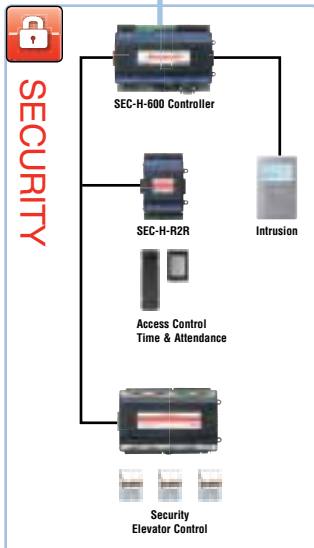 SECURITY
SEC-H-600 Controller
SEC-H-R2R
Intrusion
Access Control
Time & Attendance
Security
Elevator Control